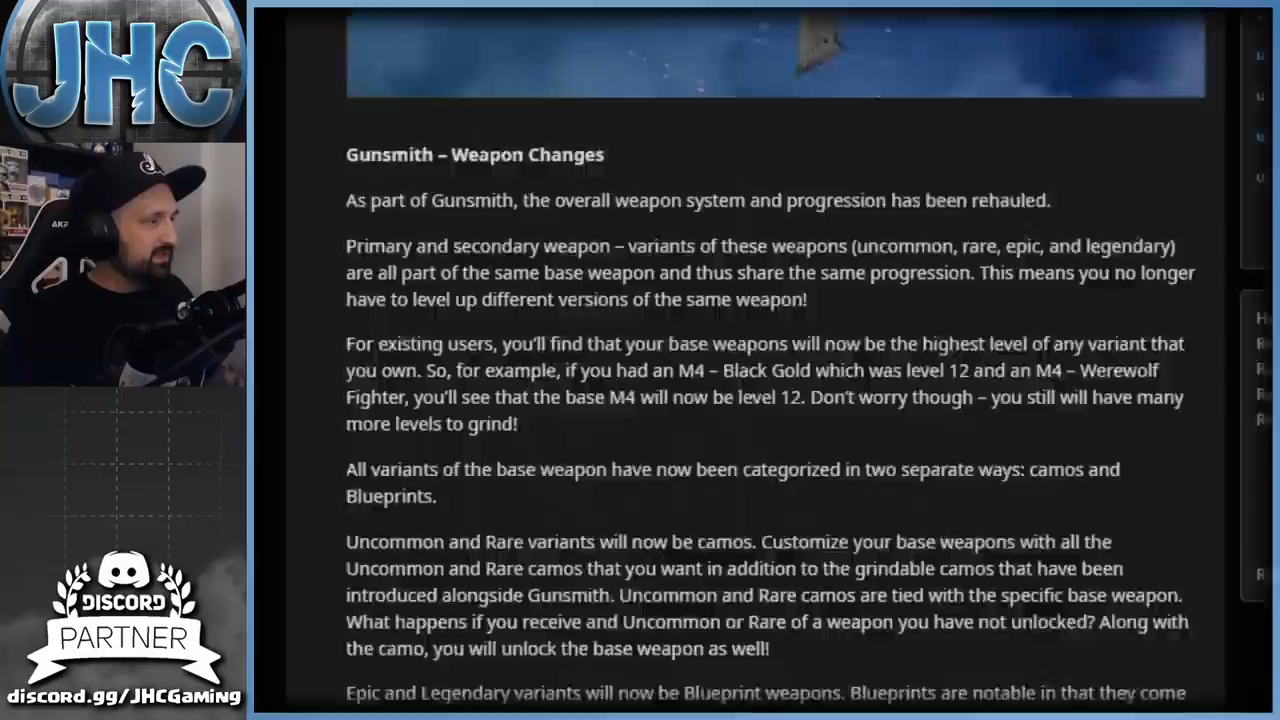 JHC
AKR
DISCORD
PARTNER
discord.gg/JHCGaming
Gunsmith – Weapon Changes
As part of Gunsmith, the overall weapon system and progression has been rehauled.
Primary and secondary weapon – variants of these weapons (uncommon, rare, epic, and legendary)
are all part of the same base weapon and thus share the same progression. This means you no longer
have to level up different versions of the same weapon!
For existing users, you'll find that your base weapons will now be the highest level of any variant that
you own. So, for example, if you had an M4 – Black Gold which was level 12 and an M4 – Werewolf
Fighter, you'll see that the base M4 will now be level 12. Don't worry though – you still will have many
more levels to grind!
All variants of the base weapon have now been categorized in two separate ways: camos and
Blueprints.
Uncommon and Rare variants will now be camos. Customize your base weapons with all the
Uncommon and Rare camos that you want in addition to the grindable camos that have been
introduced alongside Gunsmith. Uncommon and Rare camos are tied with the specific base weapon.
What happens if you receive and Uncommon or Rare of a weapon you have not unlocked? Along with
the camo, you will unlock the base weapon as well!
Epic and Legendary variants will now be Blueprint weapons. Blueprints are notable in that they come